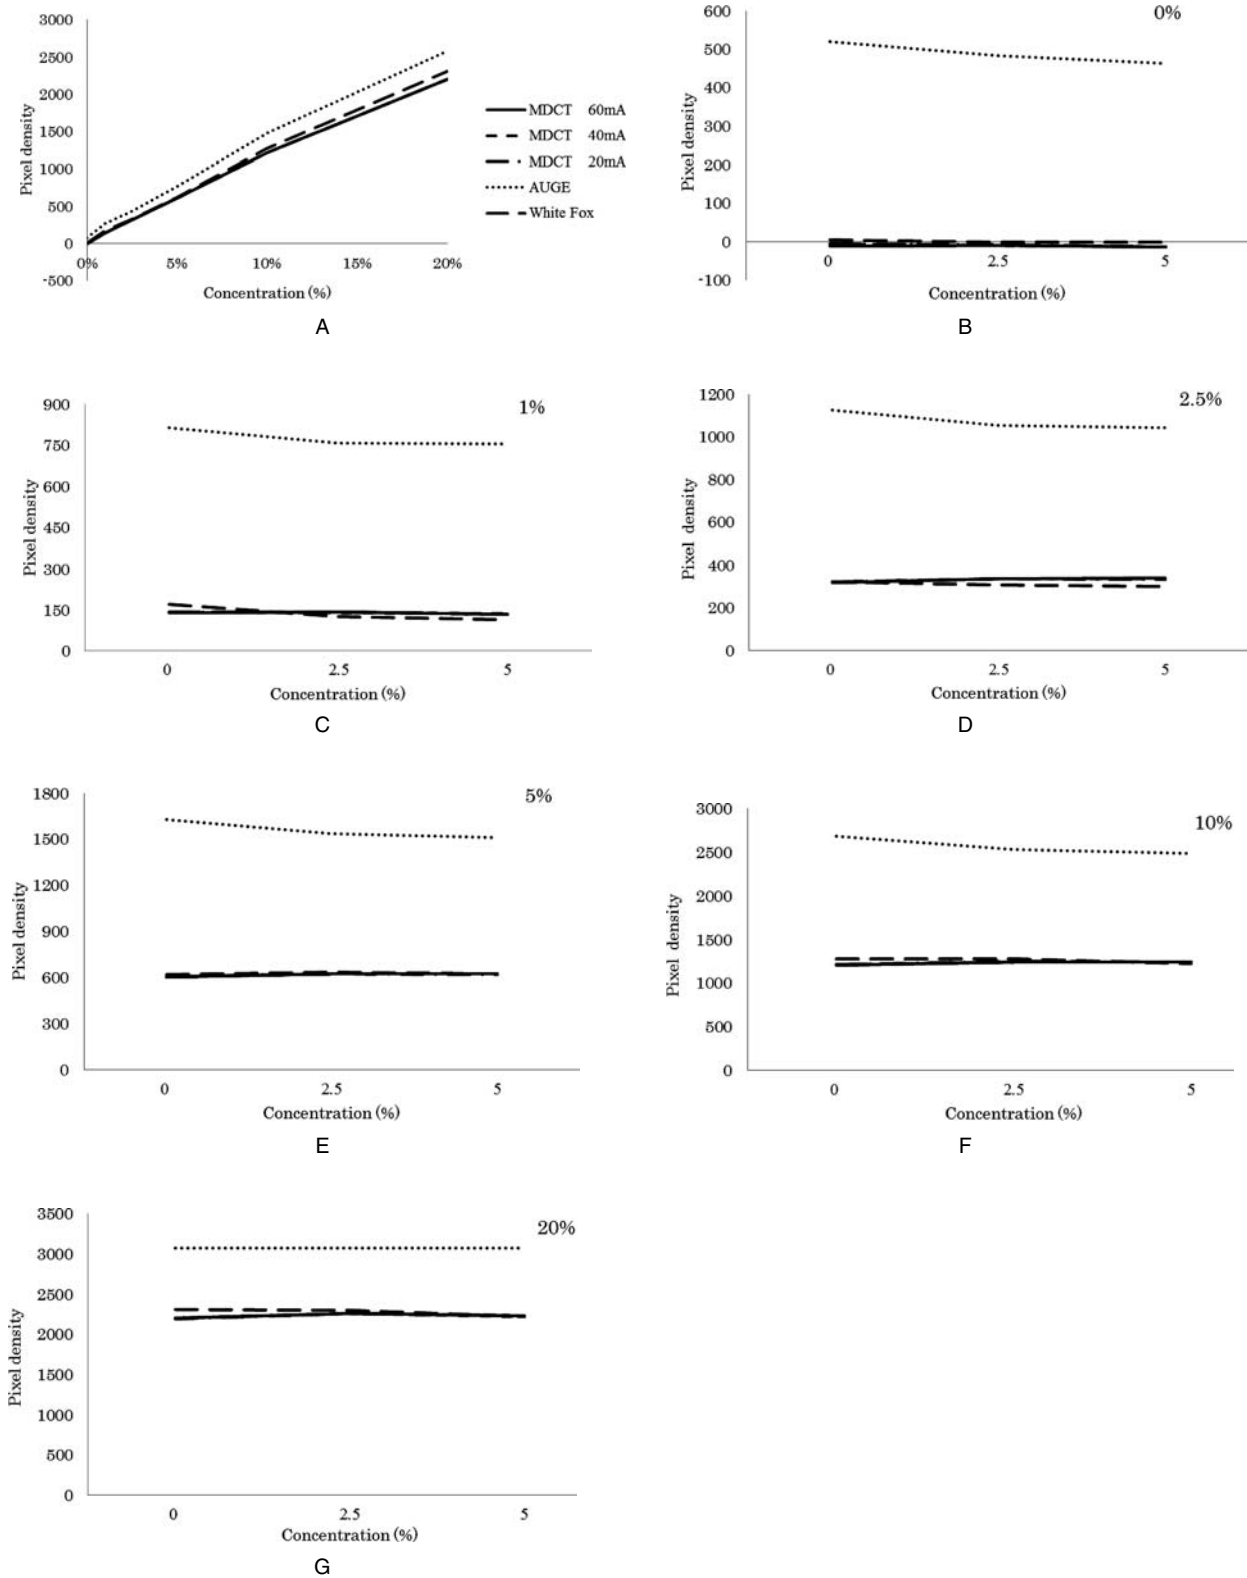 3000
2500
2000
1500
1000
500
0
-500
Pixel density
0% 5% 10% 15% 20%
Concentration (%)
MDCT 60mA
MDCT 40mA
MDCT 20mA
AUGE
White Fox
A
0%
600
500
400
300
200
100
0
-100
Pixel density
0 2.5 5
Concentration (%)
B
1%
900
750
600
450
300
150
0
Pixel density
0 2.5 5
Concentration (%)
C
2.5%
1200
1000
800
600
400
200
0
Pixel density
0 2.5 5
Concentration (%)
D
5%
1800
1500
1200
900
600
300
0
Pixel density
0 2.5 5
Concentration (%)
E
10%
3000
2500
2000
1500
1000
500
0
Pixel density
0 2.5 5
Concentration (%)
F
20%
3500
3000
2500
2000
1500
1000
500
0
Pixel density
0 2.5 5
Concentration (%)
G